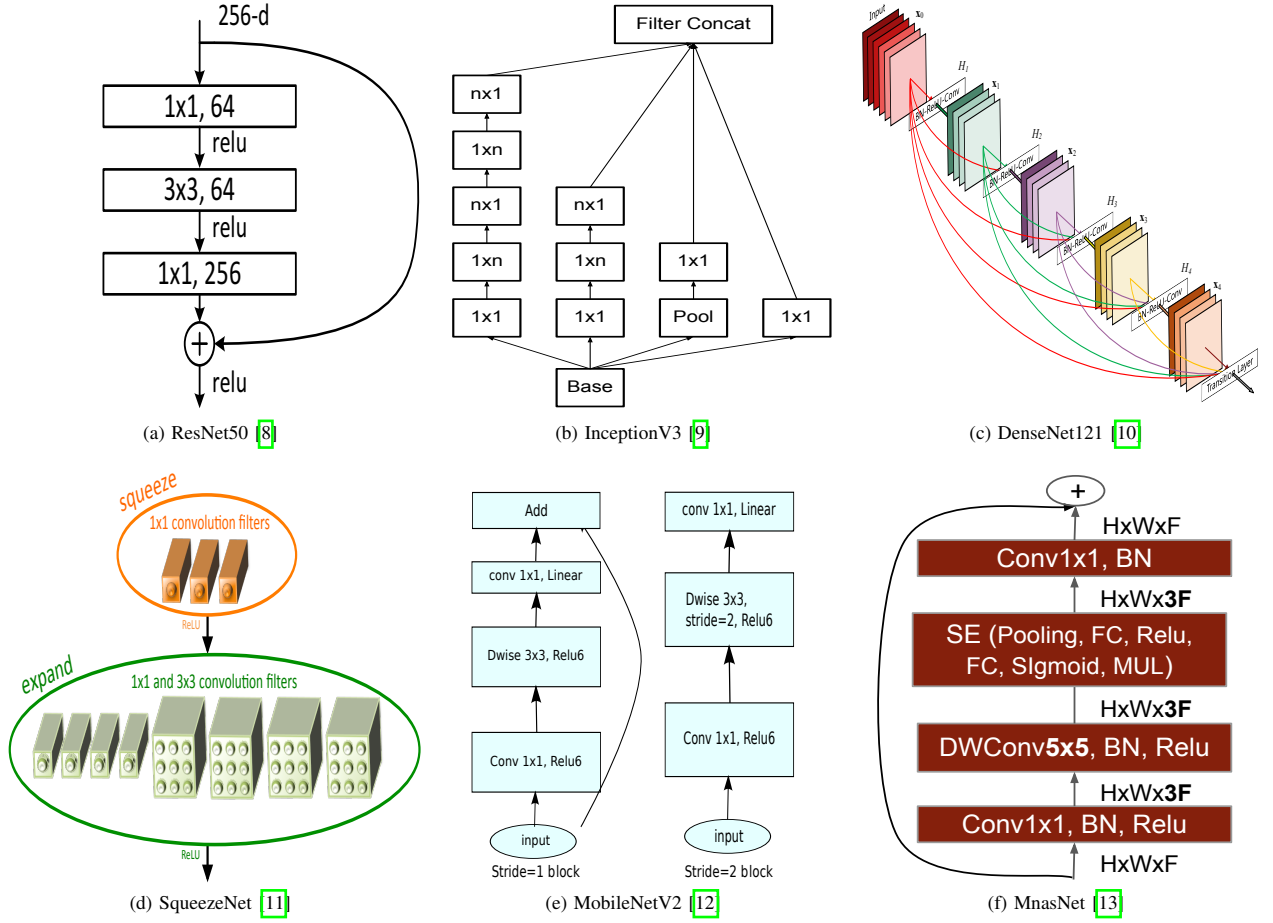 256-d
1x1, 64
relu
3x3, 64
relu
1x1, 256
+
relu
(a) ResNet50 [8]
Filter Concat
nx1
1xn
nx1
1xn
1x1
nx1
1xn
1x1
1x1
Pool
1x1
Base
(b) InceptionV3 [9]
Input
x0
H1
BN-ReLU-Conv
x1
H2
BN-ReLU-Conv
x2
H3
BN-ReLU-Conv
x3
H4
BN-ReLU-Conv
x4
Transition Layer
(c) DenseNet121 [10]
squeeze
1x1 convolution filters
ReLU
expand
1x1 and 3x3 convolution filters
ReLU
(d) SqueezeNet [11]
Add
conv 1x1, Linear
Dwise 3x3, Relu6
Conv 1x1, Relu6
input
Stride=1 block
conv 1x1, Linear
Dwise 3x3,
stride=2, Relu6
Conv 1x1, Relu6
input
Stride=2 block
(e) MobileNetV2 [12]
+
HxWxF
Conv1x1, BN
HxWx3F
SE (Pooling, FC, Relu,
FC, SIgmoid, MUL)
HxWx3F
DWConv5x5, BN, Relu
HxWx3F
Conv1x1, BN, Relu
HxWxF
(f) MnasNet [13]